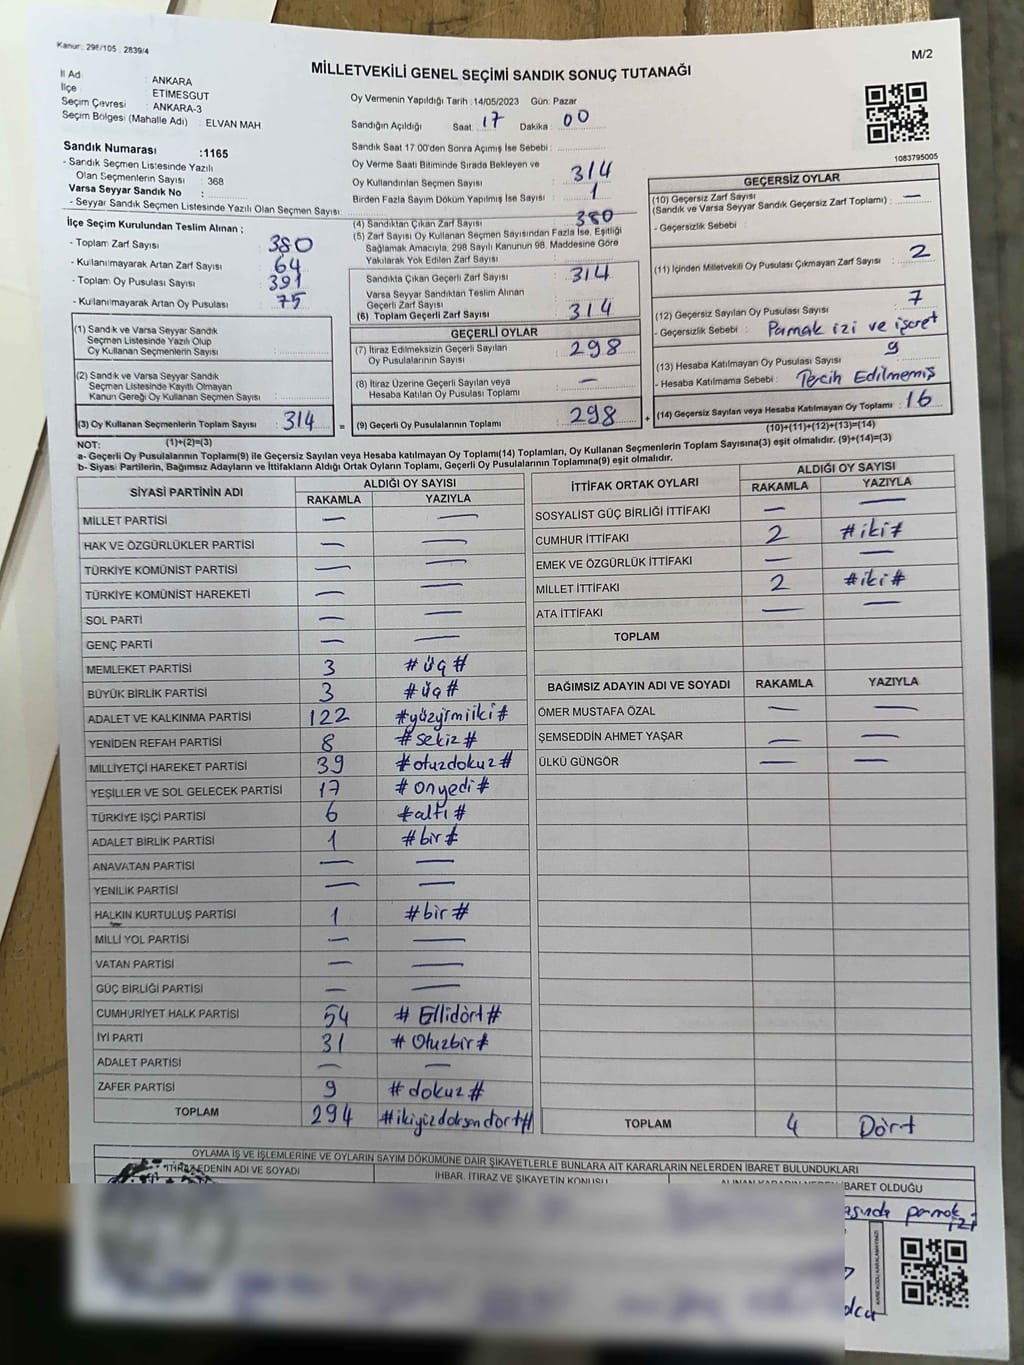 Kanun : 298/105 , 2839/4
M/2
MİLLETVEKİLİ GENEL SEÇİMİ SANDIK SONUÇ TUTANAĞI
İl Adı : ANKARA
İlçe : ETİMESGUT
Seçim Çevresi : ANKARA-3
Seçim Bölgesi (Mahalle Adı) : ELVAN MAH
Sandık Numarası :1165
- Sandık Seçmen Listesinde Yazılı
Olan Seçmenlerin Sayısı : 368
Varsa Seyyar Sandık No :
- Seyyar Sandık Seçmen Listesinde Yazılı Olan Seçmen Sayısı:
Oy Vermenin Yapıldığı Tarih :14/05/2023 Gün: Pazar
Sandığın Açıldığı Saat 17 Dakika : 00
Sandık Saat 17.00'den Sonra Açılmış İse Sebebi :
Oy Verme Saati Bitiminde Sırada Bekleyen ve
Oy Kullandırılan Seçmen Sayısı : 314
Birden Fazla Sayım Döküm Yapılmış İse Sayısı : 1
1083795005
İlçe Seçim Kurulundan Teslim Alınan ;
- Toplam Zarf Sayısı : 380
- Kullanılmayarak Artan Zarf Sayısı : 64
- Toplam Oy Pusulası Sayısı : 391
- Kullanılmayarak Artan Oy Pusulası : 75
(4) Sandıktan Çıkan Zarf Sayısı : 380
(5) Zarf Sayısı Oy Kullanan Seçmen Sayısından Fazla İse, Eşitliği
Sağlamak Amacıyla, 298 Sayılı Kanunun 98. Maddesine Göre
Yakılarak Yok Edilen Zarf Sayısı :
Sandıkta Çıkan Geçerli Zarf Sayısı : 314
Varsa Seyyar Sandıktan Teslim Alınan
Geçerli Zarf Sayısı :
(6) Toplam Geçerli Zarf Sayısı : 314
GEÇERSİZ OYLAR
(10) Geçersiz Zarf Sayısı
(Sandık ve Varsa Seyyar Sandık Geçersiz Zarf Toplamı) : —
- Geçersizlik Sebebi :
(11) İçinden Milletvekili Oy Pusulası Çıkmayan Zarf Sayısı : 2
(12) Geçersiz Sayılan Oy Pusulası Sayısı : 7
- Geçersizlik Sebebi : Parmak izi ve işaret
(13) Hesaba Katılmayan Oy Pusulası Sayısı : 9
- Hesaba Katılmama Sebebi : Tercih Edilmemiş
(14) Geçersiz Sayılan veya Hesaba Katılmayan Oy Toplamı : 16
(10)+(11)+(12)+(13)=(14)
(1) Sandık ve Varsa Seyyar Sandık
Seçmen Listesinde Yazılı Olup
Oy Kullanan Seçmenlerin Sayısı :
(2) Sandık ve Varsa Seyyar Sandık
Seçmen Listesinde Kayıtlı Olmayan
Kanun Gereği Oy Kullanan Seçmen Sayısı :
(3) Oy Kullanan Seçmenlerin Toplam Sayısı : 314
(1)+(2)=(3)
GEÇERLİ OYLAR
(7) İtiraz Edilmeksizin Geçerli Sayılan
Oy Pusulalarının Sayısı : 298
(8) İtiraz Üzerine Geçerli Sayılan veya
Hesaba Katılan Oy Pusulası Toplamı : —
= (9) Geçerli Oy Pusulalarının Toplamı : 298 +
NOT:
a- Geçerli Oy Pusulalarının Toplamı(9) ile Geçersiz Sayılan veya Hesaba katılmayan Oy Toplamı(14) Toplamları, Oy Kullanan Seçmenlerin Toplam Sayısına(3) eşit olmalıdır. (9)+(14)=(3)
b- Siyasi Partilerin, Bağımsız Adayların ve İttifakların Aldığı Ortak Oyların Toplamı, Geçerli Oy Pusulalarının Toplamına(9) eşit olmalıdır.
SİYASİ PARTİNİN ADI ALDIĞI OY SAYISI
RAKAMLA YAZIYLA
MİLLET PARTİSİ — —
HAK VE ÖZGÜRLÜKLER PARTİSİ — —
TÜRKİYE KOMÜNİST PARTİSİ — —
TÜRKİYE KOMÜNİST HAREKETİ — —
SOL PARTİ — —
GENÇ PARTİ — —
MEMLEKET PARTİSİ 3 #üç#
BÜYÜK BİRLİK PARTİSİ 3 #üç#
ADALET VE KALKINMA PARTİSİ 122 #yüzyirmiiki#
YENİDEN REFAH PARTİSİ 8 #sekiz#
MİLLİYETÇİ HAREKET PARTİSİ 39 #otuzdokuz#
YEŞİLLER VE SOL GELECEK PARTİSİ 17 #onyedi#
TÜRKİYE İŞÇİ PARTİSİ 6 #altı#
ADALET BİRLİK PARTİSİ 1 #bir#
ANAVATAN PARTİSİ — —
YENİLİK PARTİSİ — —
HALKIN KURTULUŞ PARTİSİ 1 #bir#
MİLLİ YOL PARTİSİ — —
VATAN PARTİSİ — —
GÜÇ BİRLİĞİ PARTİSİ — —
CUMHURİYET HALK PARTİSİ 54 #Ellidört#
İYİ PARTİ 31 #Otuzbir#
ADALET PARTİSİ — —
ZAFER PARTİSİ 9 #dokuz#
TOPLAM 294 #ikiyüzdoksandört#
İTTİFAK ORTAK OYLARI ALDIĞI OY SAYISI
RAKAMLA YAZIYLA
SOSYALİST GÜÇ BİRLİĞİ İTTİFAKI — —
CUMHUR İTTİFAKI 2 #iki#
EMEK VE ÖZGÜRLÜK İTTİFAKI — —
MİLLET İTTİFAKI 2 #iki#
ATA İTTİFAKI — —
TOPLAM
BAĞIMSIZ ADAYIN ADI VE SOYADI RAKAMLA YAZIYLA
ÖMER MUSTAFA ÖZAL — —
ŞEMSEDDİN AHMET YAŞAR — —
ÜLKÜ GÜNGÖR — —
TOPLAM 4 Dört
OYLAMA İŞ VE İŞLEMLERİNE VE OYLARIN SAYIM DÖKÜMÜNE DAİR ŞİKAYETLERLE BUNLARA AİT KARARLARIN NELERDEN İBARET BULUNDUKLARI
İTİRAZ EDENİN ADI VE SOYADI
İHBAR, İTİRAZ VE ŞİKAYETİN KONUSU
ALINAN KARARIN NEDEN İBARET OLDUĞU
asında parmak
izi